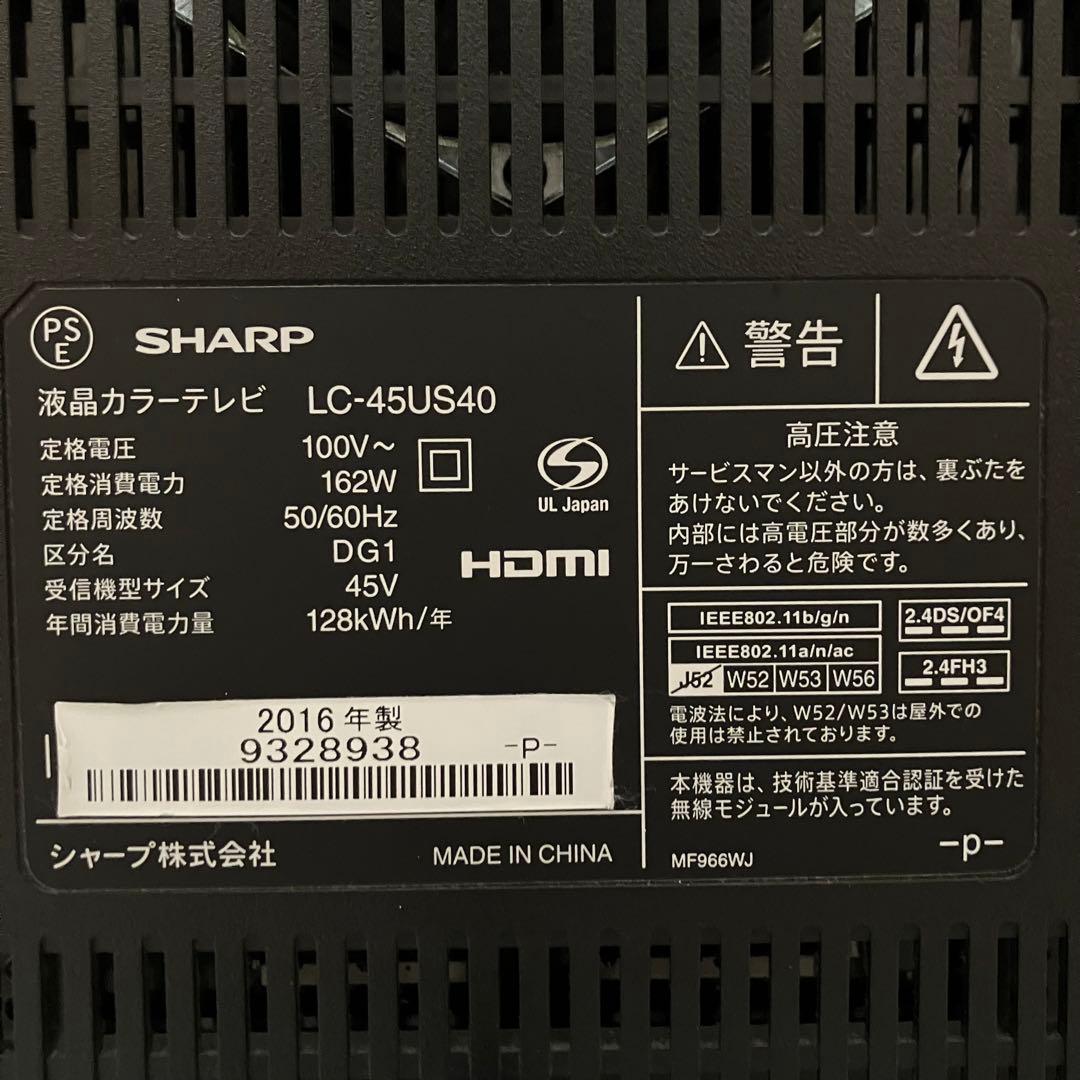 PS
E
SHARP
液晶カラーテレビ LC-45US40
定格電圧 100V~
定格消費電力 162W
定格周波数 50/60Hz
区分名 DG1
受信機型サイズ 45V
年間消費電力量 128kWh/年
UL Japan
HDMI
2016 年製
9328938 -P-
シャープ株式会社 MADE IN CHINA
警告
高圧注意
サービスマン以外の方は、裏ぶたを
あけないでください。
内部には高電圧部分が数多くあり、
万一さわると危険です。
IEEE802.11b/g/n
IEEE802.11a/n/ac
J52 W52 W53 W56
2.4DS/OF4
2.4FH3
電波法により、W52/W53は屋外での
使用は禁止されております。
本機器は、技術基準適合認証を受けた
無線モジュールが入っています。
MF966WJ -p-